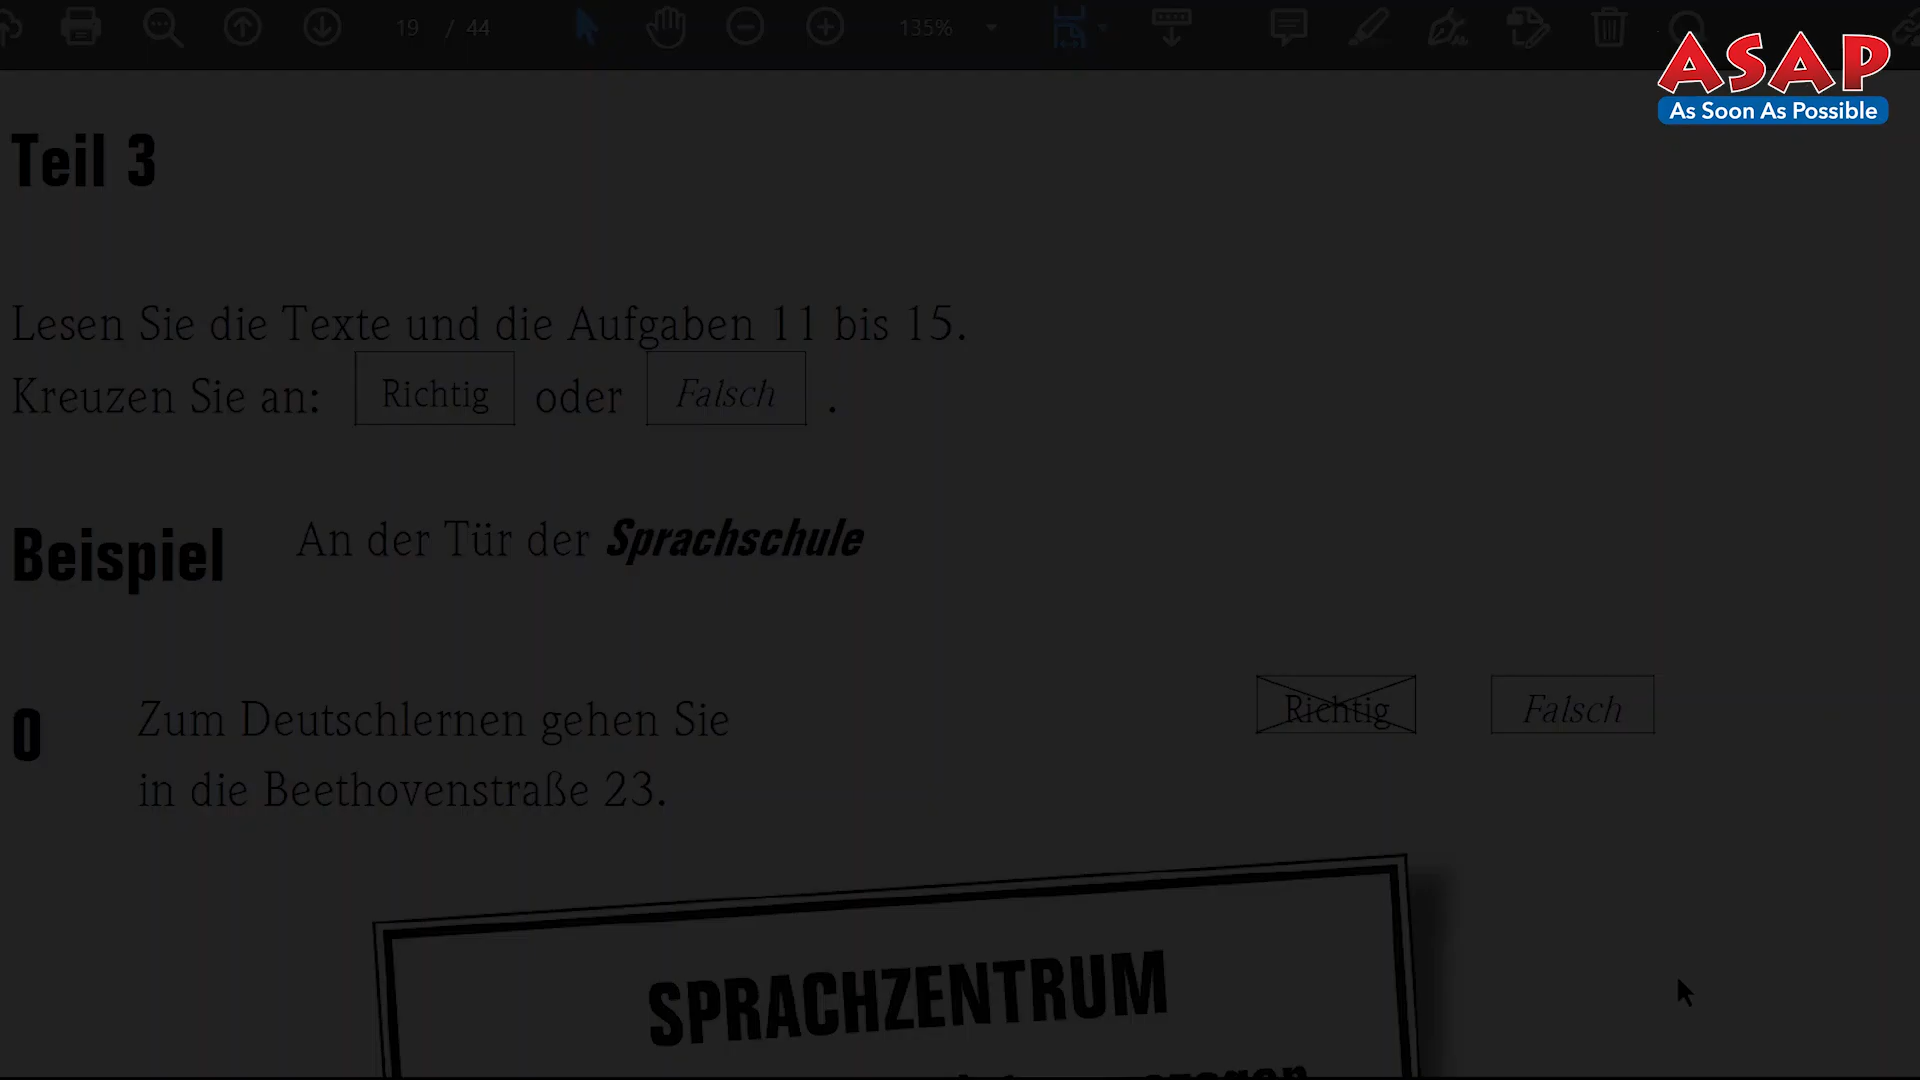 19 / 44
135%
ASAP
As Soon As Possible
Teil 3
Lesen Sie die Texte und die Aufgaben 11 bis 15.
Kreuzen Sie an: Richtig oder Falsch .
Beispiel An der Tür der Sprachschule
0 Zum Deutschlernen gehen Sie Richtig Falsch
in die Beethovenstraße 23.
SPRACHZENTRUM